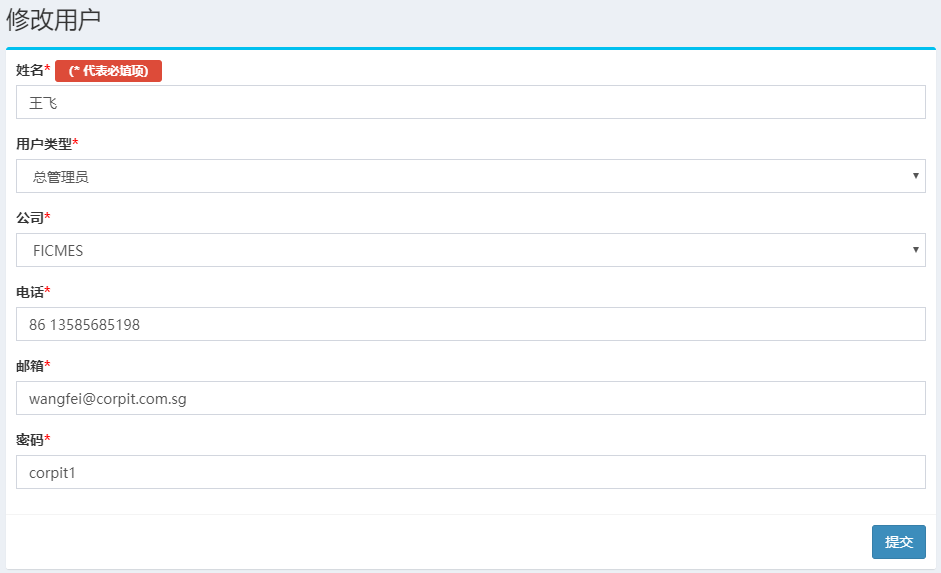 修改用户
姓名* (* 代表必填项)
王飞
用户类型*
总管理员
公司*
FICMES
电话*
86 13585685198
邮箱*
wangfei@corpit.com.sg
密码*
corpit1
提交